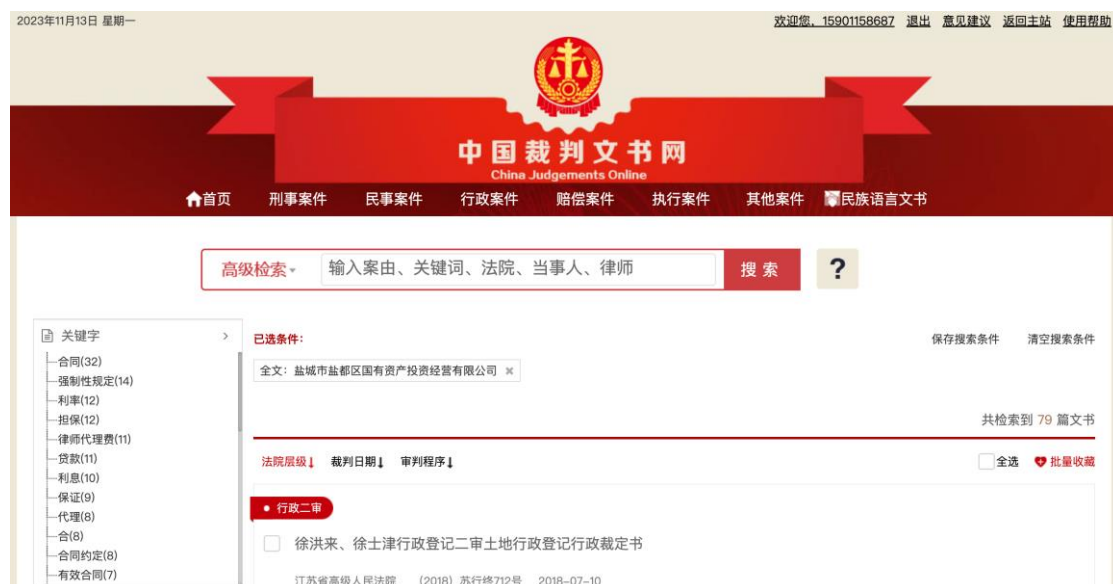 2023年11月13日 星期一
欢迎您，15901158687 退出 意见建议 返回主站 使用帮助
中国裁判文书网
China Judgements Online
首页 刑事案件 民事案件 行政案件 赔偿案件 执行案件 其他案件 民族语言文书
高级检索 输入案由、关键词、法院、当事人、律师 搜索 ?
关键字 >
合同(32)
强制性规定(14)
利率(12)
担保(12)
律师代理费(11)
贷款(11)
利息(10)
保证(9)
代理(8)
合(8)
合同约定(8)
有效合同(7)
已选条件: 保存搜索条件 清空搜索条件
全文：盐城市盐都区国有资产投资经营有限公司 ×
共检索到 79 篇文书
法院层级↓ 裁判日期↓ 审判程序↓ 全选 批量收藏
行政二审
徐洪来、徐士津行政登记二审土地行政登记行政裁定书
江苏省高级人民法院 （2018）苏行终712号 2018-07-10